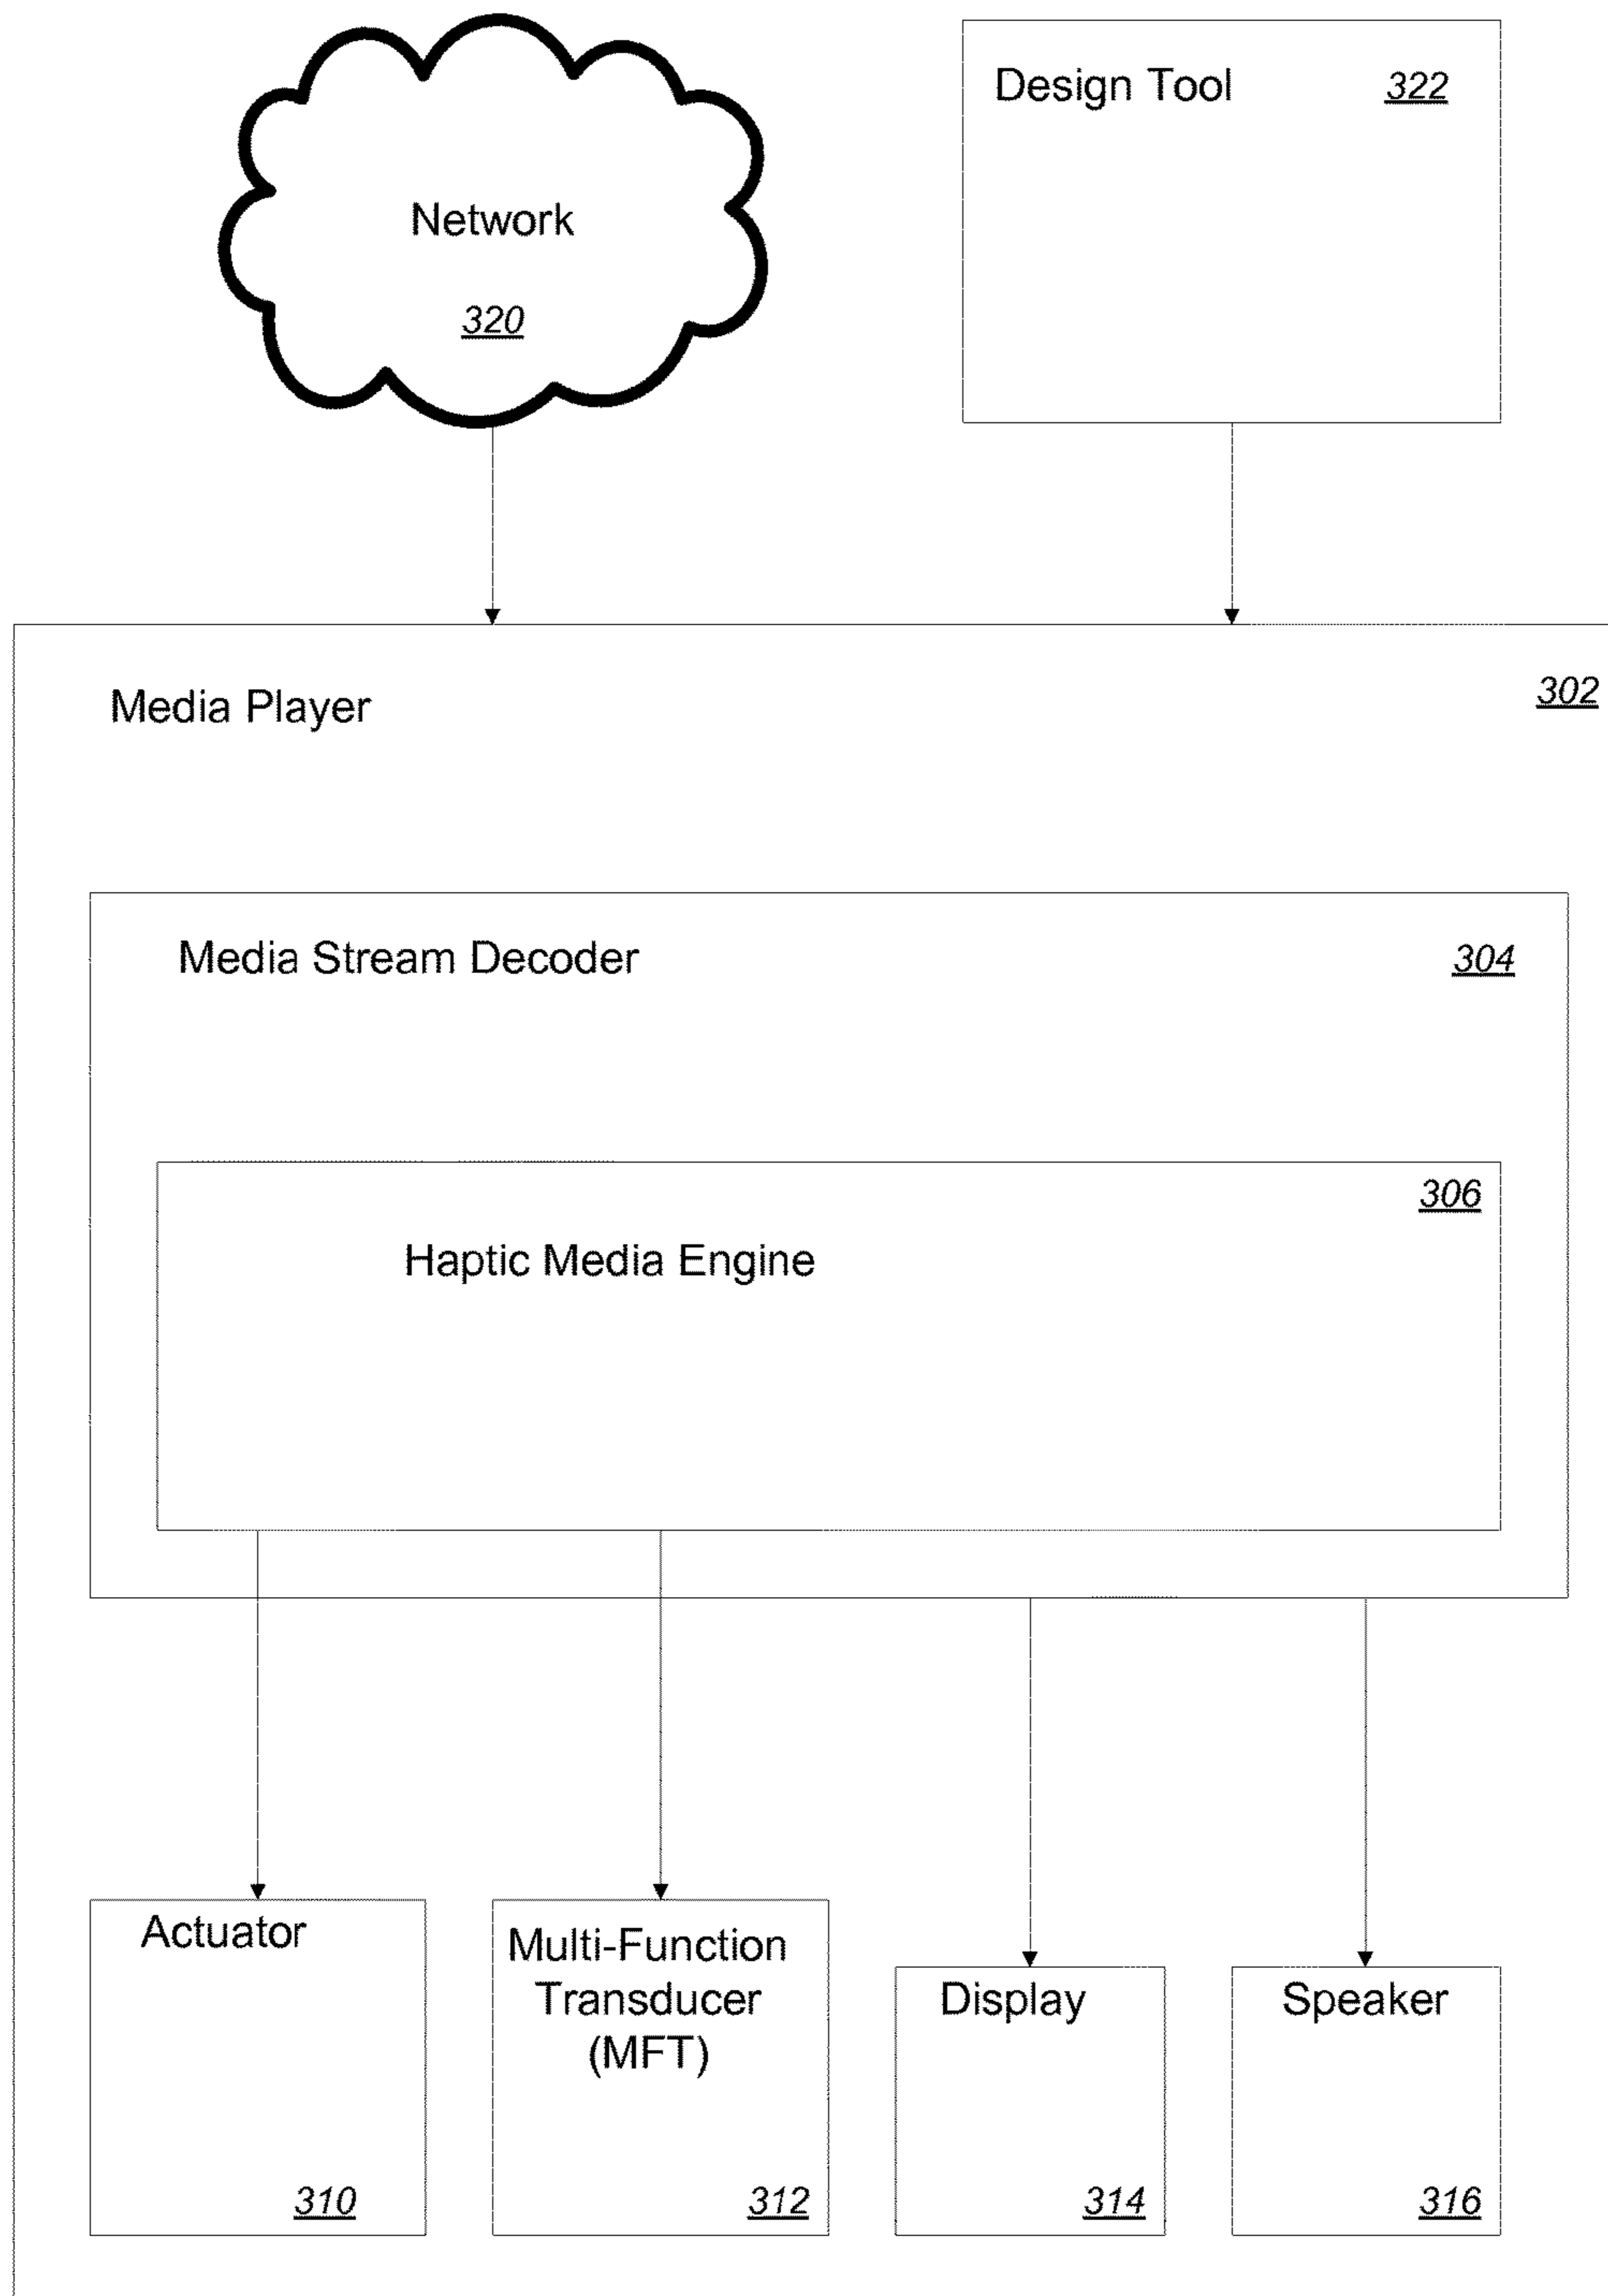 Network
320
Design Tool 322
Media Player 302
Media Stream Decoder 304
306
Haptic Media Engine
Actuator
310
Multi-Function
Transducer
(MFT)
312
Display
314
Speaker
316